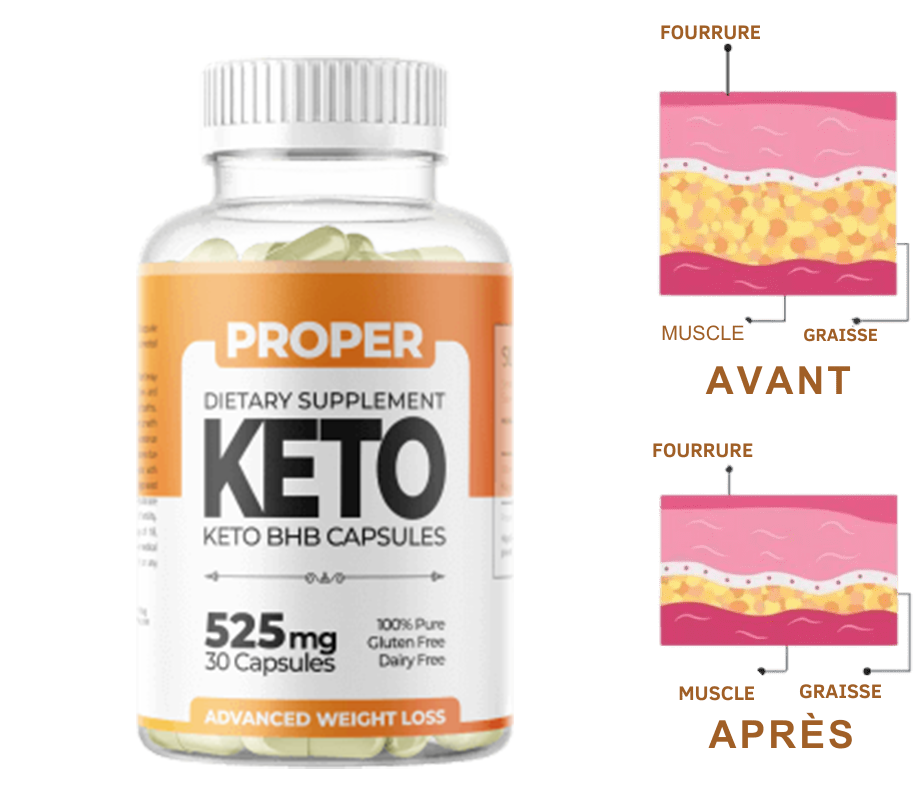 PROPER
DIETARY SUPPLEMENT
KETO
KETO BHB CAPSULES
525mg
30 Capsules
100% Pure
Gluten Free
Dairy Free
ADVANCED WEIGHT LOSS
FOURRURE
MUSCLE
GRAISSE
AVANT
FOURRURE
MUSCLE
GRAISSE
APRÈS